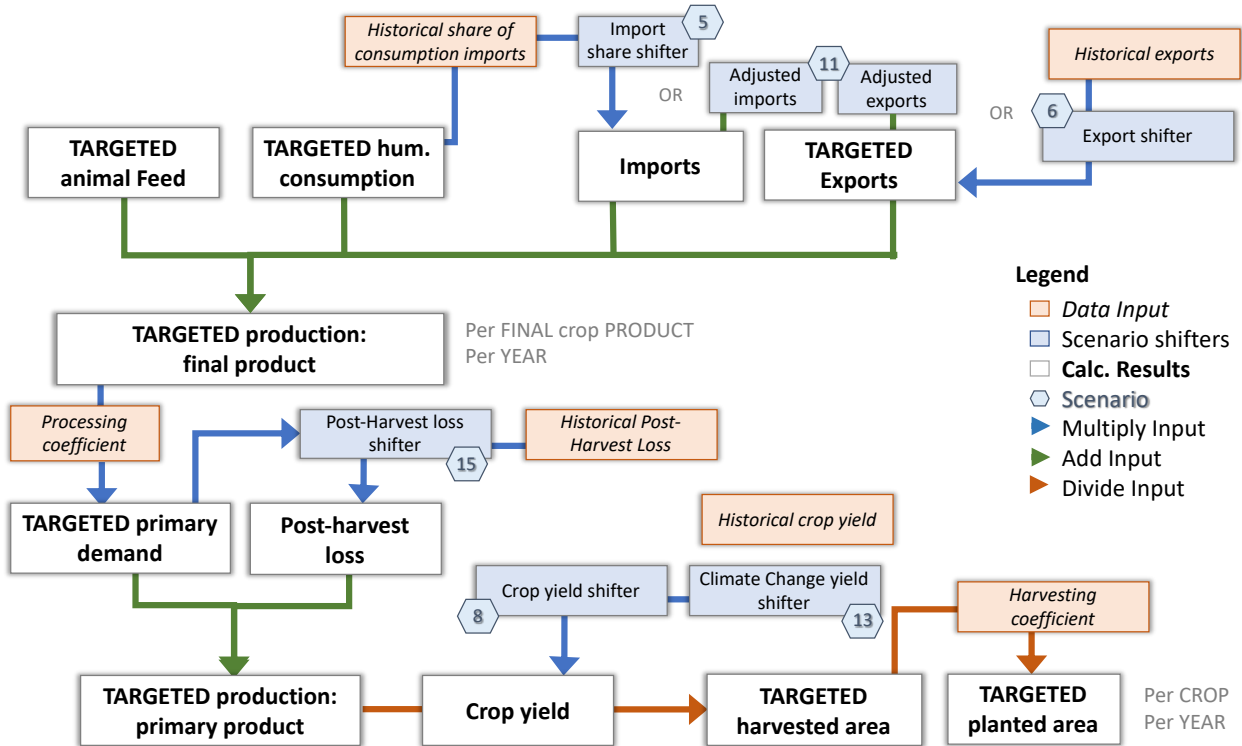 Historical share of
consumption imports
Import
share shifter
5
OR
Adjusted
imports
11
Adjusted
exports
Historical exports
OR
6
Export shifter
TARGETED
animal Feed
TARGETED hum.
consumption
Imports
TARGETED
Exports
Legend
Data Input
Scenario shifters
Calc. Results
Scenario
Multiply Input
Add Input
Divide Input
TARGETED production:
final product
Per FINAL crop PRODUCT
Per YEAR
Processing
coefficient
Post-Harvest loss
shifter
15
Historical Post-
Harvest Loss
TARGETED primary
demand
Post-harvest
loss
Historical crop yield
Crop yield shifter
8
Climate Change yield
shifter
13
Harvesting
coefficient
TARGETED production:
primary product
Crop yield
TARGETED
harvested area
TARGETED
planted area
Per CROP
Per YEAR